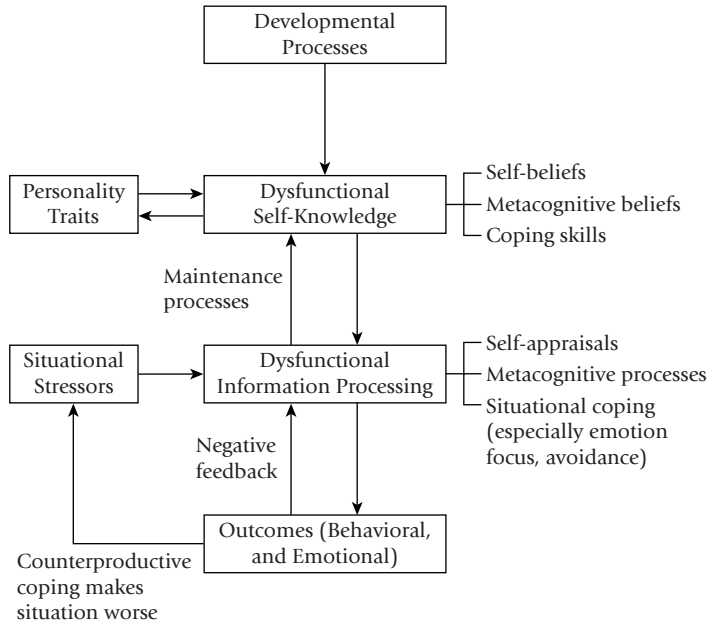 Developmental
Processes
Personality
Traits
Dysfunctional
Self-Knowledge
Self-beliefs
Metacognitive beliefs
Coping skills
Maintenance
processes
Situational
Stressors
Dysfunctional
Information Processing
Self-appraisals
Metacognitive processes
Situational coping
(especially emotion
focus, avoidance)
Negative
feedback
Outcomes (Behavioral,
and Emotional)
Counterproductive
coping makes
situation worse